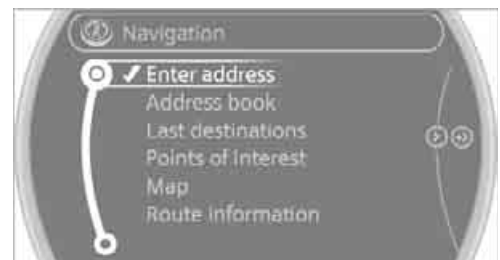 Navigation
Enter address
Address book
Last destinations
Points of Interest
Map
Route information